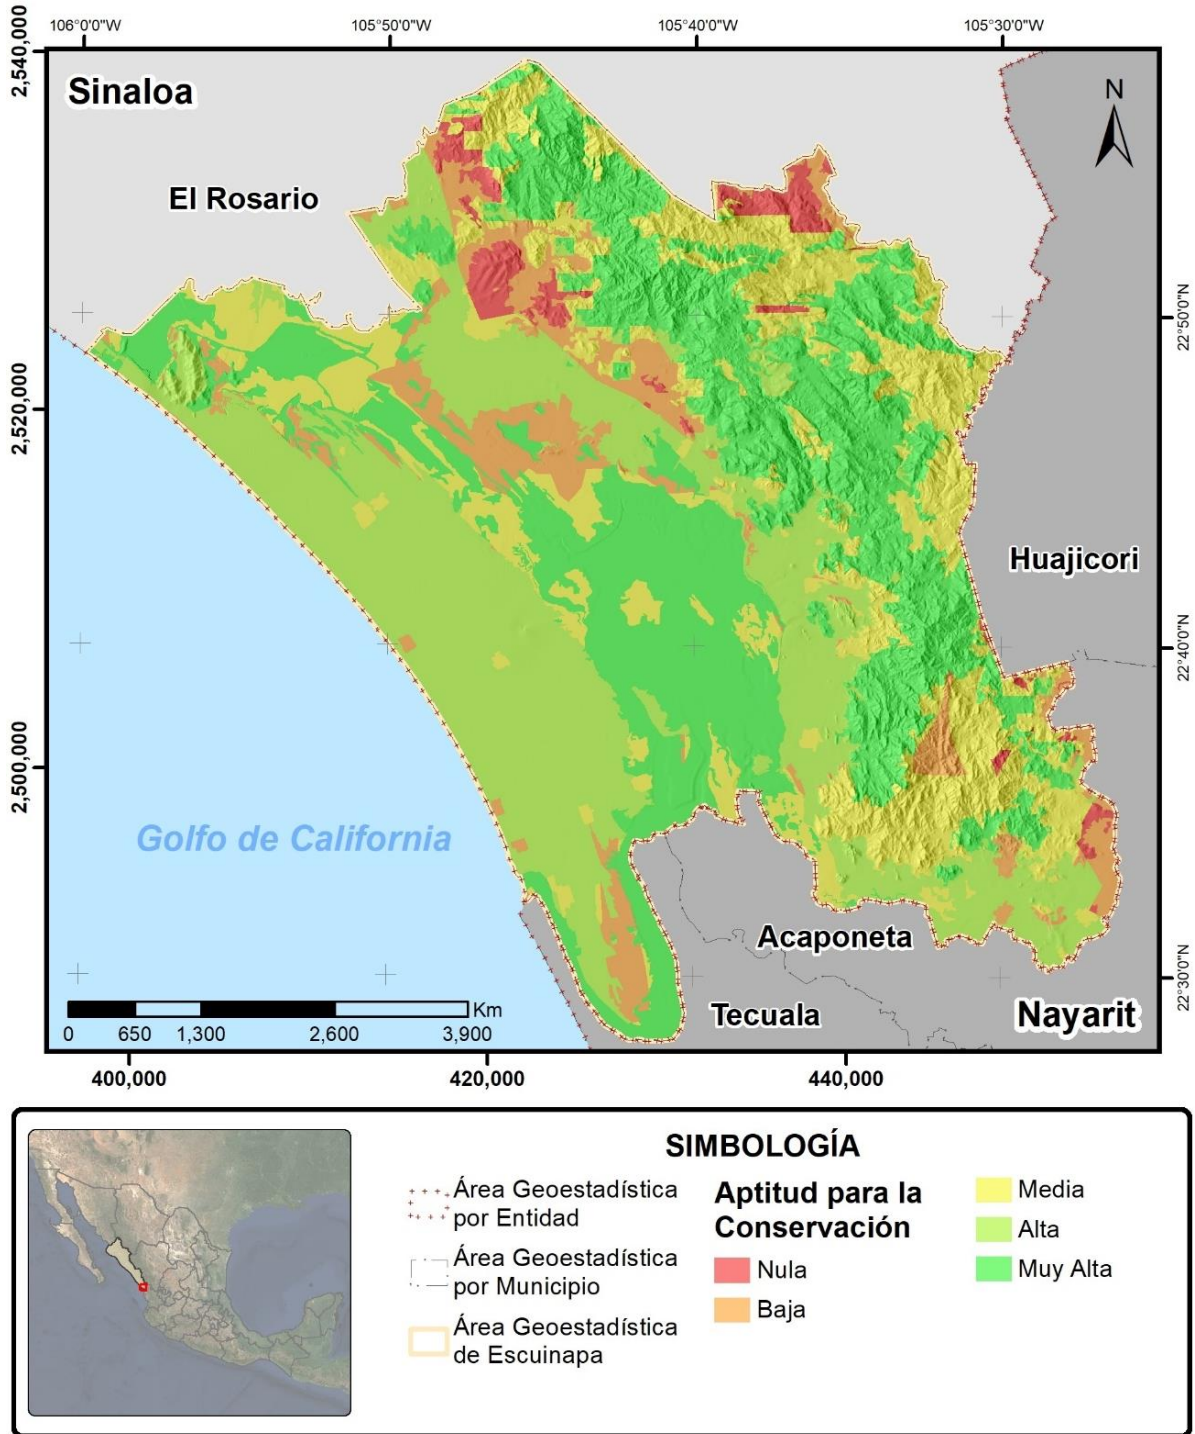 106°0'0"W
105°50'0"W
105°40'0"W
105°30'0"W
2,540,000
Sinaloa
N
El Rosario
22°50'0"N
2,520,000
Huajicori
22°40'0"N
2,500,000
Golfo de California
Acaponeta
22°30'0"N
Tecuala
Nayarit
Km
0
650
1,300
2,600
3,900
400,000
420,000
440,000
SIMBOLOGÍA
Área Geoestadística
por Entidad
Área Geoestadística
por Municipio
Área Geoestadística
de Escuinapa
Aptitud para la
Conservación
Nula
Baja
Media
Alta
Muy Alta